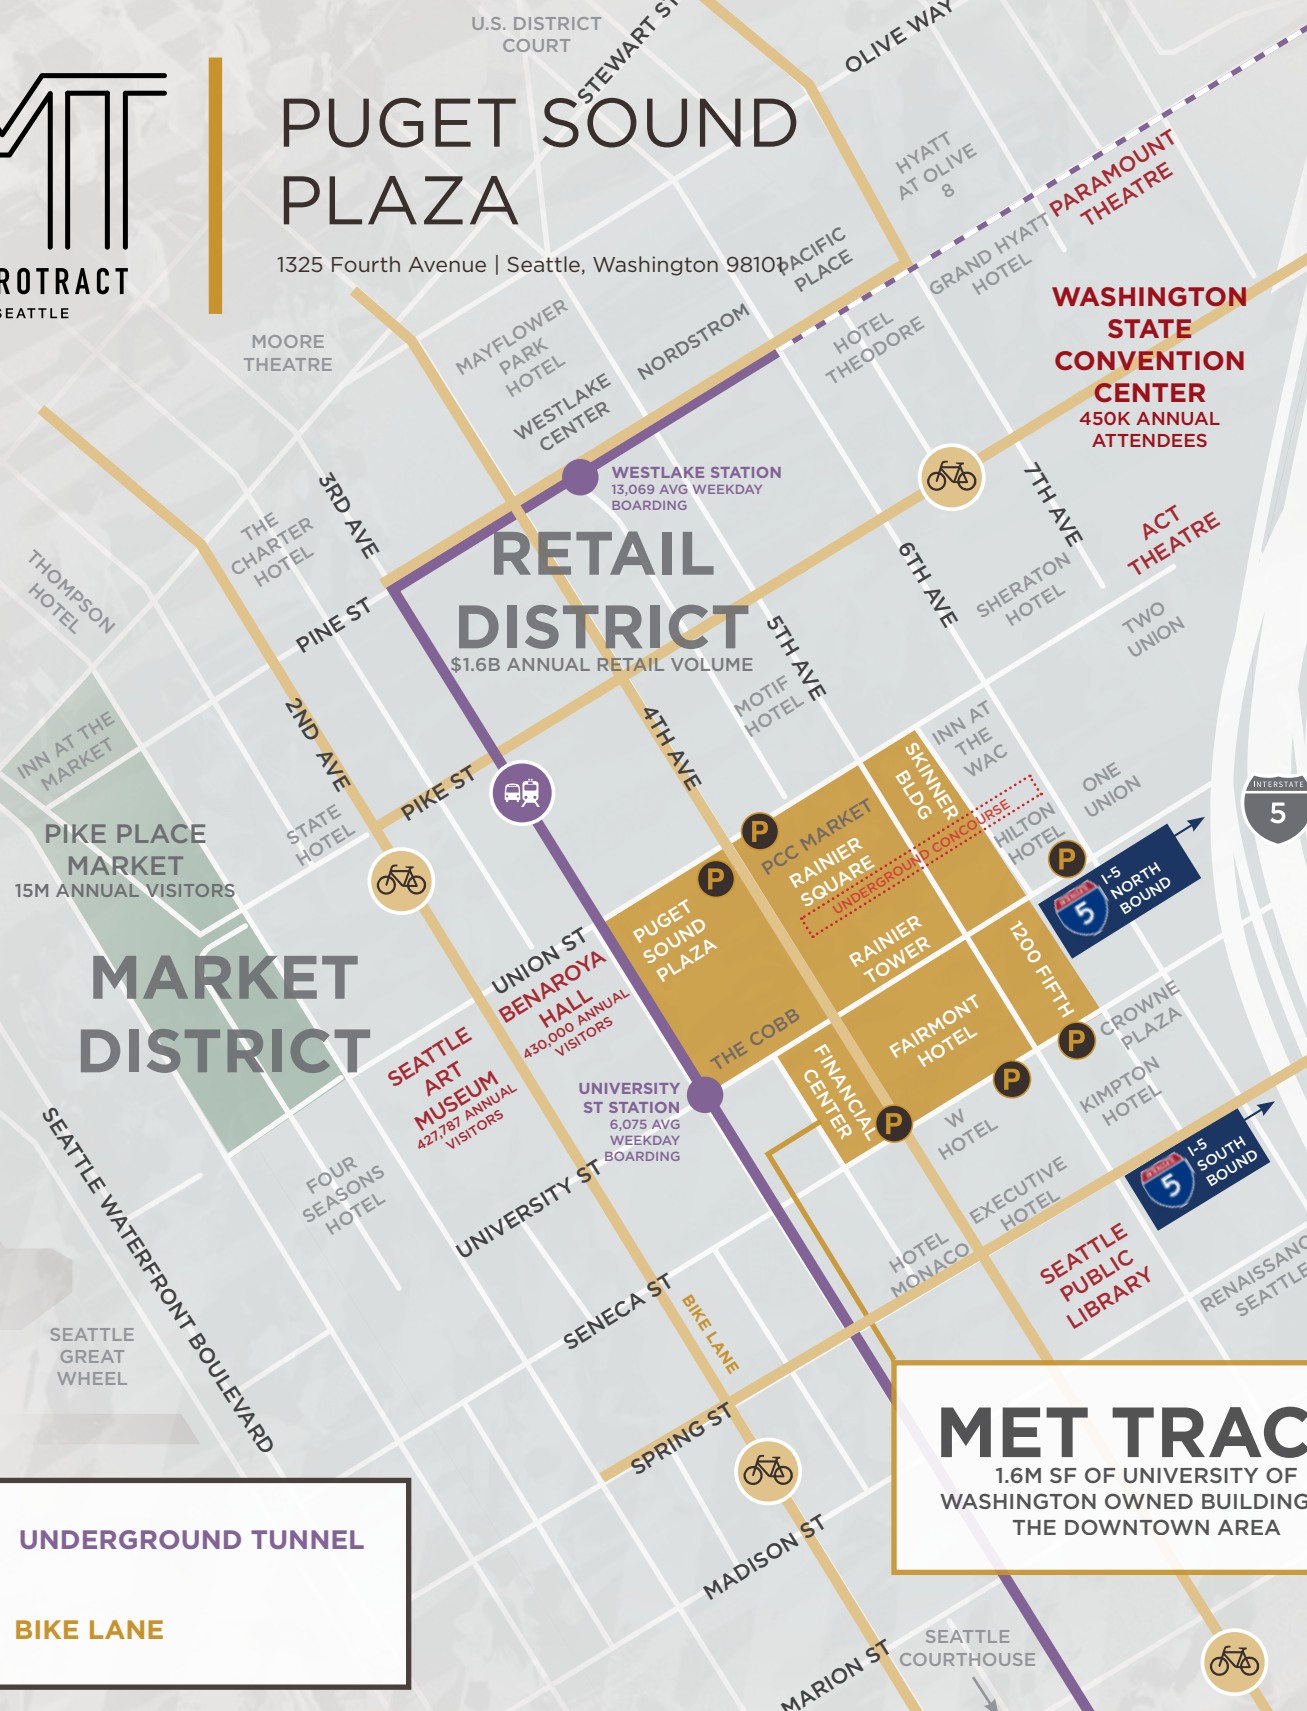 U.S. DISTRICT
COURT
STEWART ST
OLIVE WAY
MT
PUGET SOUND
PLAZA
1325 Fourth Avenue | Seattle, Washington 98101
ROTRACT
SEATTLE
HYATT
AT OLIVE
8
PARAMOUNT
THEATRE
PACIFIC
PLACE
GRAND HYATT
HOTEL
WASHINGTON
STATE
CONVENTION
CENTER
450K ANNUAL
ATTENDEES
MOORE
THEATRE
MAYFLOWER
PARK
HOTEL
NORDSTROM
HOTEL
THEODORE
WESTLAKE
CENTER
WESTLAKE STATION
13,069 AVG WEEKDAY
BOARDING
3RD AVE
7TH AVE
ACT
THEATRE
THE
CHARTER
HOTEL
THOMPSON
HOTEL
RETAIL
DISTRICT
$1.6B ANNUAL RETAIL VOLUME
6TH AVE
SHERATON
HOTEL
TWO
UNION
PINE ST
5TH AVE
MOTIF
HOTEL
2ND AVE
4TH AVE
INN AT THE
MARKET
INN AT
THE
WAC
SKINNER
BLDG
ONE
UNION
INTERSTATE
5
PIKE ST
STATE
HOTEL
PIKE PLACE
MARKET
15M ANNUAL VISITORS
P
PCC MARKET
RAINIER
SQUARE
UNDERGROUND CONCOURSE
HILTON
HOTEL
P
P
5
I-5
NORTH
BOUND
PUGET
SOUND
PLAZA
RAINIER
TOWER
1200 FIFTH
UNION ST
BENAROYA
HALL
430,000 ANNUAL
VISITORS
MARKET
DISTRICT
SEATTLE
ART
MUSEUM
427,787 ANNUAL
VISITORS
THE COBB
FAIRMONT
HOTEL
CROWNE
PLAZA
P
P
FINANCIAL
CENTER
P
KIMPTON
HOTEL
UNIVERSITY
ST STATION
6,075 AVG
WEEKDAY
BOARDING
W
HOTEL
5
I-5
SOUTH
BOUND
SEATTLE WATERFRONT BOULEVARD
FOUR
SEASONS
HOTEL
UNIVERSITY ST
EXECUTIVE
HOTEL
HOTEL
MONACO
SEATTLE
PUBLIC
LIBRARY
RENAISSANC
SEATTLE
SENECA ST
BIKE LANE
SEATTLE
GREAT
WHEEL
SPRING ST
MET TRAC
1.6M SF OF UNIVERSITY OF
WASHINGTON OWNED BUILDING
THE DOWNTOWN AREA
UNDERGROUND TUNNEL
BIKE LANE
MADISON ST
MARION ST
SEATTLE
COURTHOUSE